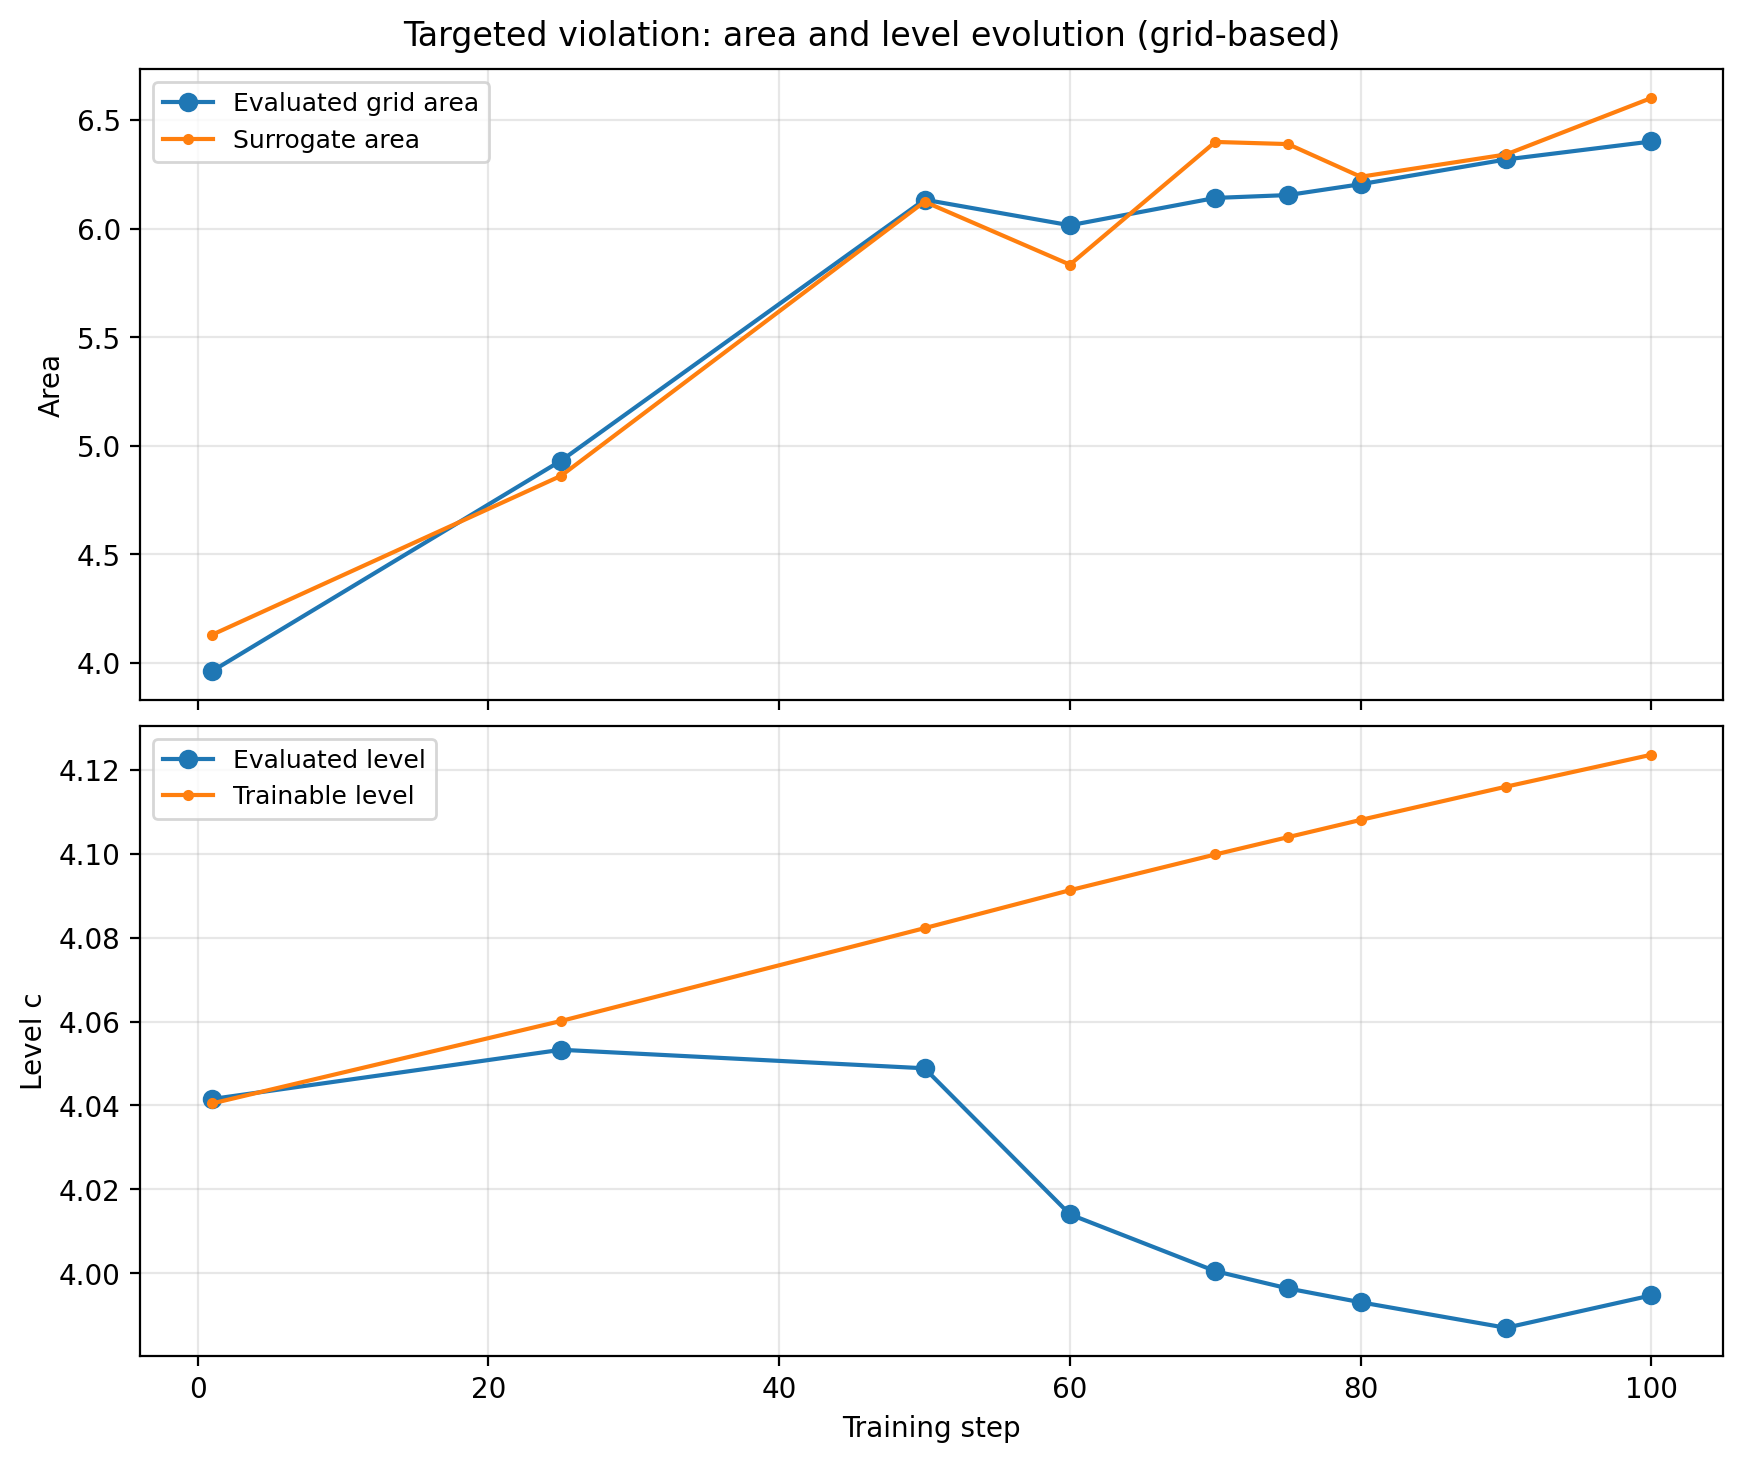 Targeted violation: area and level evolution (grid-based)
Evaluated grid area
Surrogate area
6.5
6.0
5.5
5.0
4.5
4.0
Area
Evaluated level
Trainable level
4.12
4.10
4.08
4.06
4.04
4.02
4.00
Level c
0 20 40 60 80 100
Training step